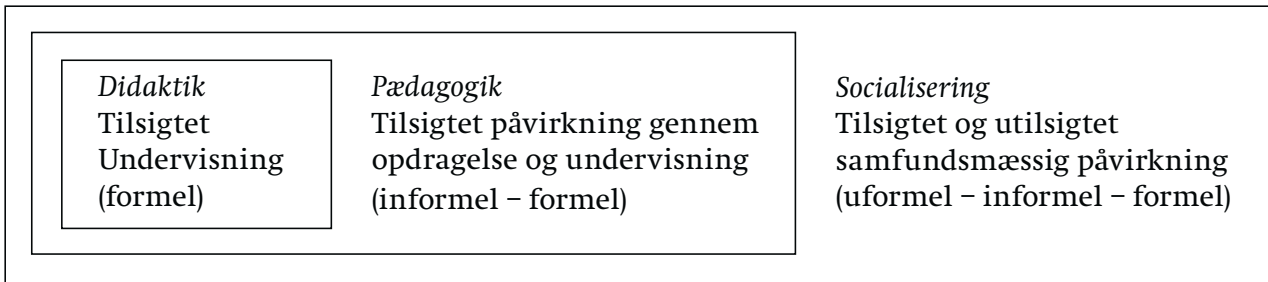 Didaktik
Tilsigtet
Undervisning
(formel)
Pædagogik
Tilsigtet påvirkning gennem
opdragelse og undervisning
(informel – formel)
Socialisering
Tilsigtet og utilsigtet
samfundsmæssig påvirkning
(uformel – informel – formel)